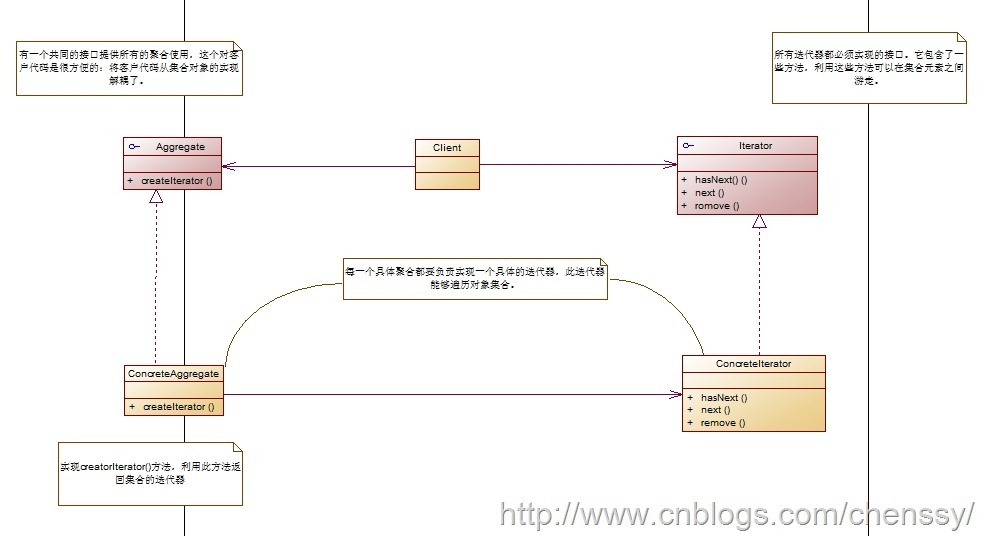 有一个共同的接口提供所有的聚合使用，这个对客
户代码是很方便的：将客户代码从集合对象的实现
解耦了。
所有迭代器都必须实现的接口。它包含了一
些方法，利用这些方法可以在集合元素之间
游走。
Aggregate
+ createIterator ()
Client
Iterator
+ hasNext() ()
+ next ()
+ romove ()
每一个具体聚合都要负责实现一个具体的迭代器，此迭代器
能够遍历对象集合。
ConcreteAggregate
+ createIterator ()
ConcreteIterator
+ hasNext ()
+ next ()
+ remove ()
实现creatorIterator()方法，利用此方法返
回集合的迭代器
http://www.cnblogs.com/chenssy/